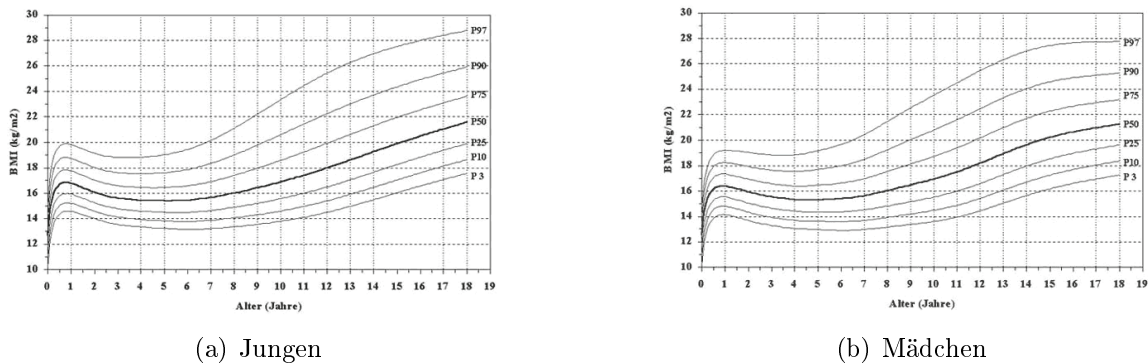 30
28
26
24
22
20
18
16
14
12
10
BMI (kg/m2)
P97
P90
P75
P50
P25
P10
P 3
0 1 2 3 4 5 6 7 8 9 10 11 12 13 14 15 16 17 18 19
Alter (Jahre)
(a) Jungen
30
28
26
24
22
20
18
16
14
12
10
BMI (kg/m2)
P97
P90
P75
P50
P25
P10
P 3
0 1 2 3 4 5 6 7 8 9 10 11 12 13 14 15 16 17 18 19
Alter (Jahre)
(b) Mädchen